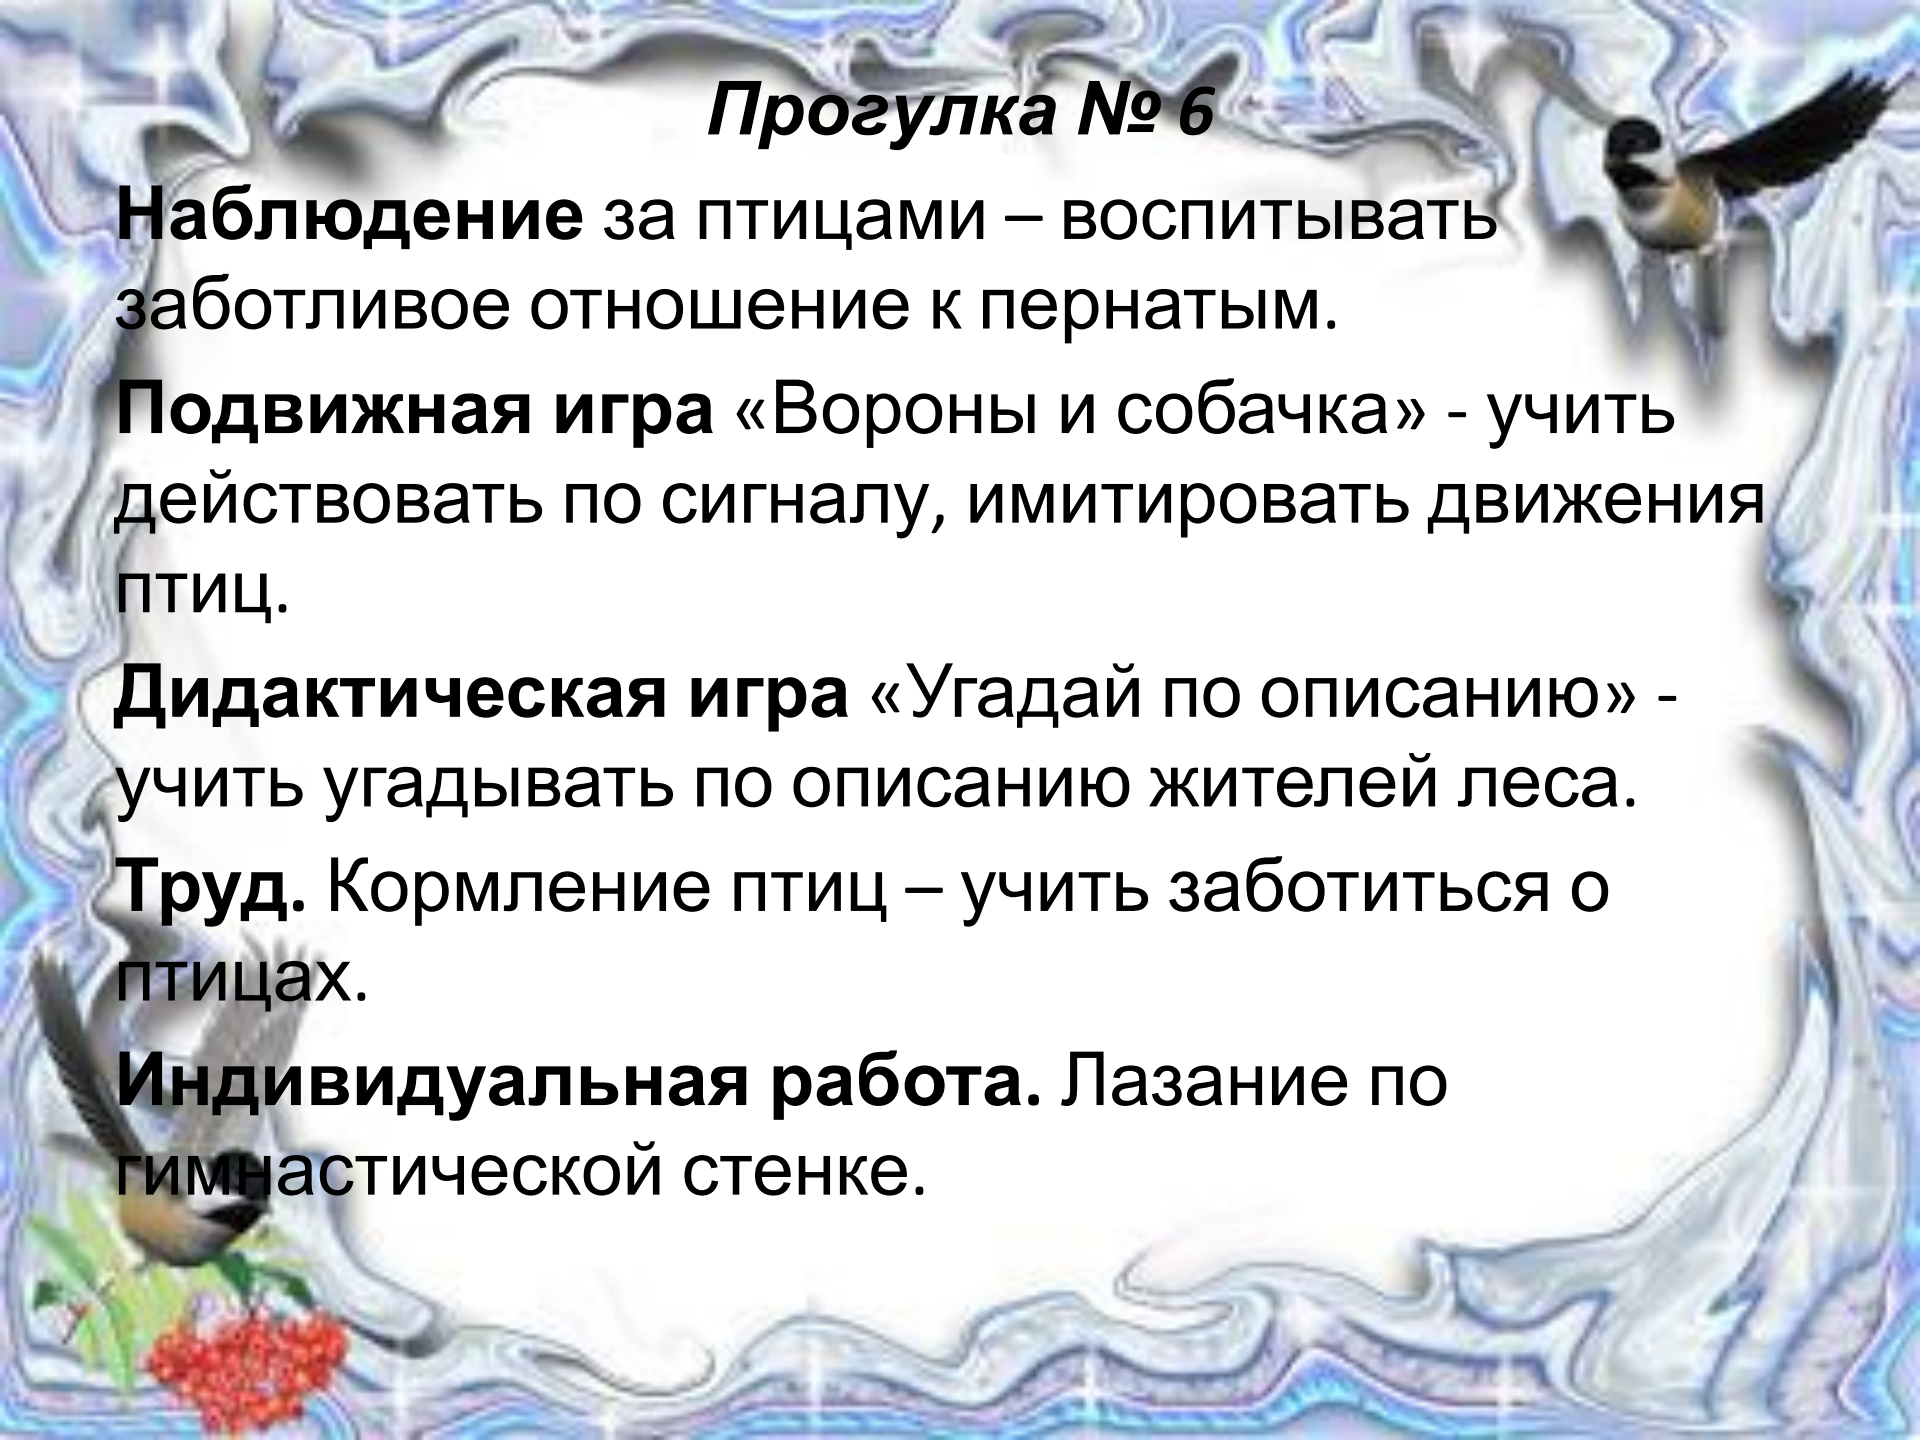 Прогулка № 6
Наблюдение за птицами – воспитывать
заботливое отношение к пернатым.
Подвижная игра «Вороны и собачка» - учить
действовать по сигналу, имитировать движения
птиц.
Дидактическая игра «Угадай по описанию» -
учить угадывать по описанию жителей леса.
Труд. Кормление птиц – учить заботиться о
птицах.
Индивидуальная работа. Лазание по
гимнастической стенке.